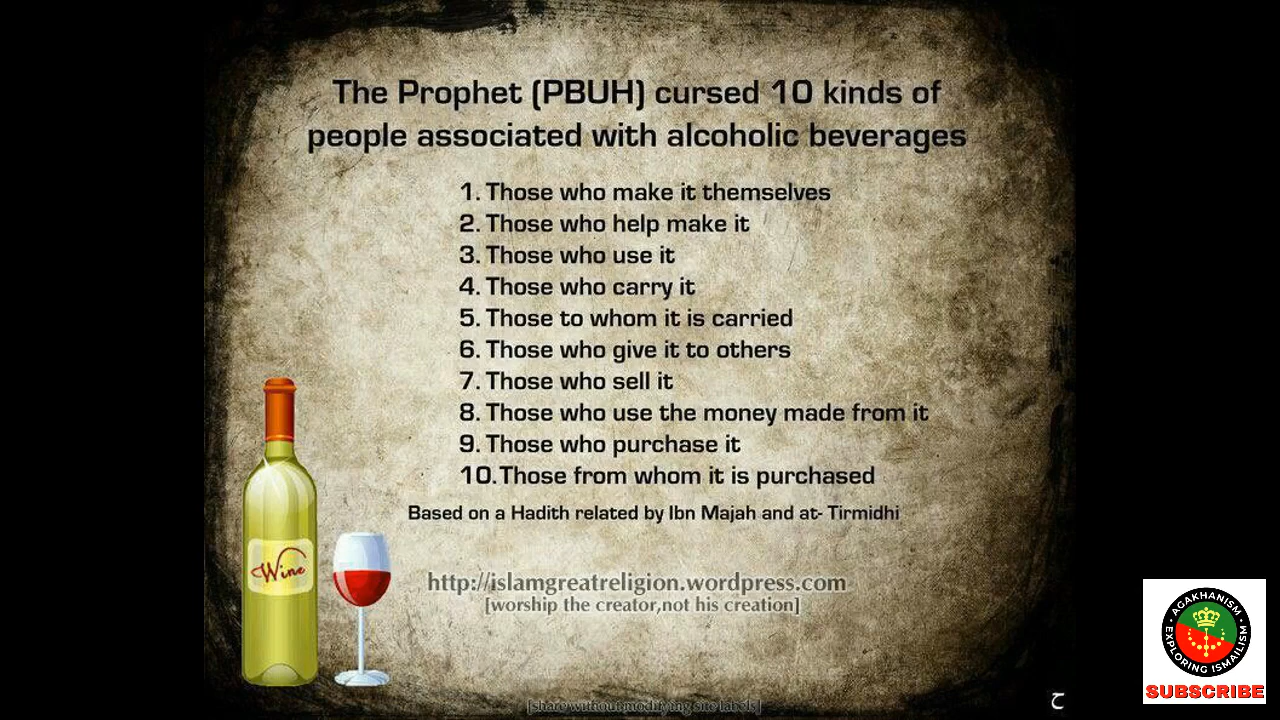 The Prophet (PBUH) cursed 10 kinds of
people associated with alcoholic beverages
1. Those who make it themselves
2. Those who help make it
3. Those who use it
4. Those who carry it
5. Those to whom it is carried
6. Those who give it to others
7. Those who sell it
8. Those who use the money made from it
9. Those who purchase it
10.Those from whom it is purchased
Based on a Hadith related by Ibn Majah and at- Tirmidhi
Wine
http://islamgreatreligion.wordpress.com
[worship the creator,not his creation]
[share without modifying site labels]
ح
· AGAKHANISM ·
EXPLORING ISMAILISM
SUBSCRIBE